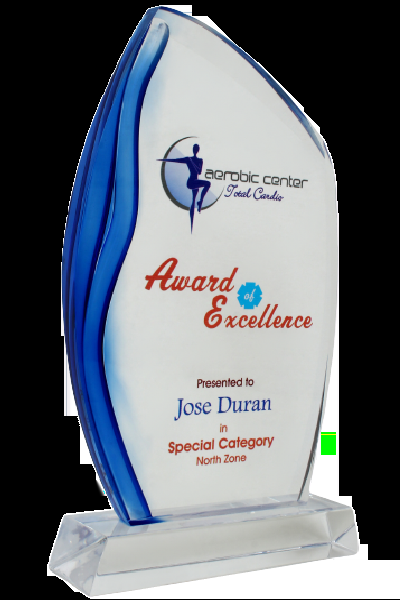 aerobic center
Total Cardio
Award
of
Excellence
Presented to
Jose Duran
in
Special Category
North Zone